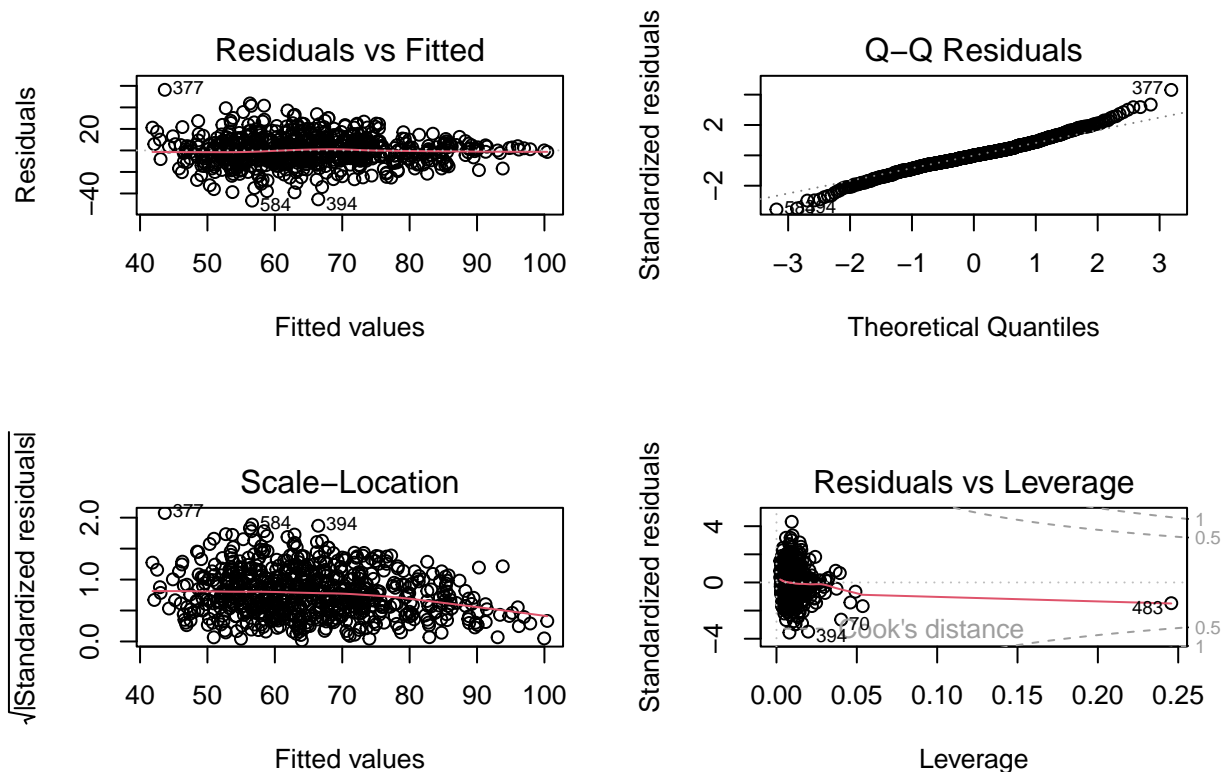 Residuals vs Fitted
Residuals
20
−40
377
584
394
40 50 60 70 80 90 100
Fitted values
Q−Q Residuals
Standardized residuals
2
−2
377
584
394
−3 −2 −1 0 1 2 3
Theoretical Quantiles
Scale−Location
√|Standardized residuals|
2.0
1.0
0.0
377
584
394
40 50 60 70 80 90 100
Fitted values
Residuals vs Leverage
Standardized residuals
4
0
−4
1
0.5
483
70
394
Cook's distance
0.5
1
0.00 0.05 0.10 0.15 0.20 0.25
Leverage